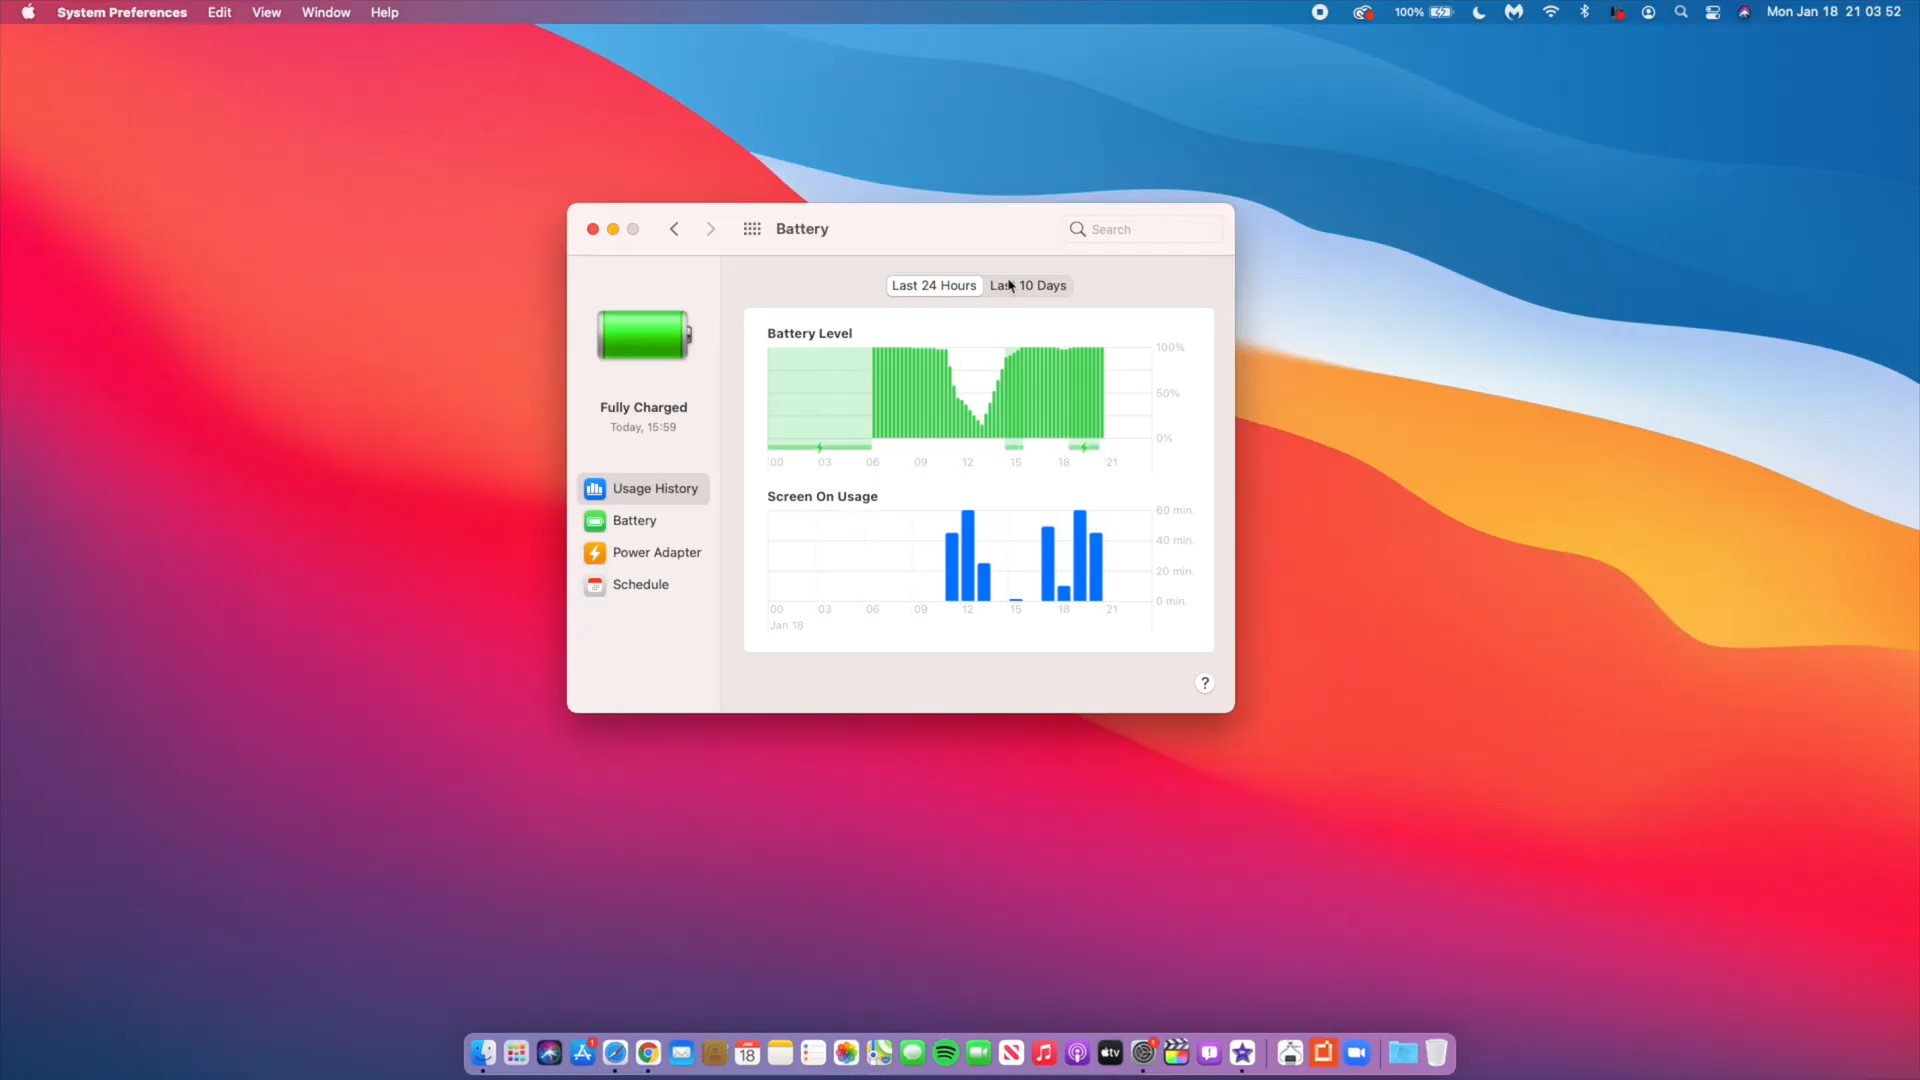 System Preferences Edit View Window Help
100% Mon Jan 18 21 03 52
Battery
Search
Last 24 Hours Last 10 Days
Fully Charged
Today, 15:59
Usage History
Battery
Power Adapter
Schedule
Battery Level
100%
50%
0%
00 03 06 09 12 15 18 21
Screen On Usage
60 min.
40 min.
20 min.
0 min.
00 03 06 09 12 15 18 21
Jan 18
?
18
tv